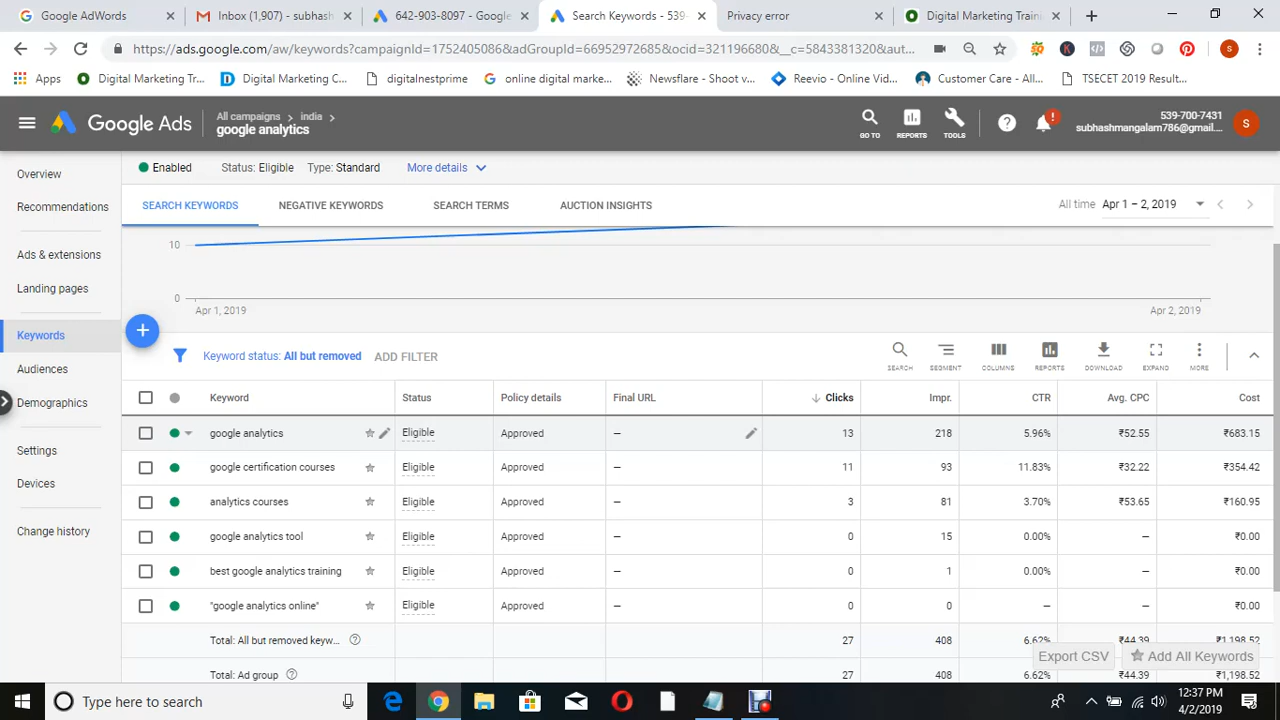 Google AdWords
Inbox (1,907) - subhash
642-903-8097 - Google
Search Keywords - 539-
Privacy error
Digital Marketing Traini
https://ads.google.com/aw/keywords?campaignId=1752405086&adGroupId=66952972685&ocid=321196680&__c=5843381320&aut...
Apps
Digital Marketing Tr...
Digital Marketing C...
digitalnestprime
online digital marke...
Newsflare - Shoot v...
Reevio - Online Vid...
Customer Care - All...
TSECET 2019 Result...
Google Ads
All campaigns > india >
google analytics
GO TO
REPORTS
TOOLS
539-700-7431
subhashmangalam786@gmail....
S
Enabled Status: Eligible Type: Standard More details
Overview
Recommendations
Ads & extensions
Landing pages
Keywords
Audiences
Demographics
Settings
Devices
Change history
SEARCH KEYWORDS NEGATIVE KEYWORDS SEARCH TERMS AUCTION INSIGHTS
All time Apr 1 – 2, 2019
10
0
Apr 1, 2019 Apr 2, 2019
Keyword status: All but removed ADD FILTER
SEARCH SEGMENT COLUMNS REPORTS DOWNLOAD EXPAND MORE
Keyword Status Policy details Final URL Clicks Impr. CTR Avg. CPC Cost
google analytics Eligible Approved – 13 218 5.96% ₹52.55 ₹683.15
google certification courses Eligible Approved – 11 93 11.83% ₹32.22 ₹354.42
analytics courses Eligible Approved – 3 81 3.70% ₹53.65 ₹160.95
google analytics tool Eligible Approved – 0 15 0.00% – ₹0.00
best google analytics training Eligible Approved – 0 1 0.00% – ₹0.00
"google analytics online" Eligible Approved – 0 0 – – ₹0.00
Total: All but removed keyw... 27 408 6.62% ₹44.39 ₹1,198.52
Total: Ad group 27 408 6.62% ₹44.39 ₹1,198.52
Export CSV Add All Keywords
Type here to search
12:37 PM
4/2/2019